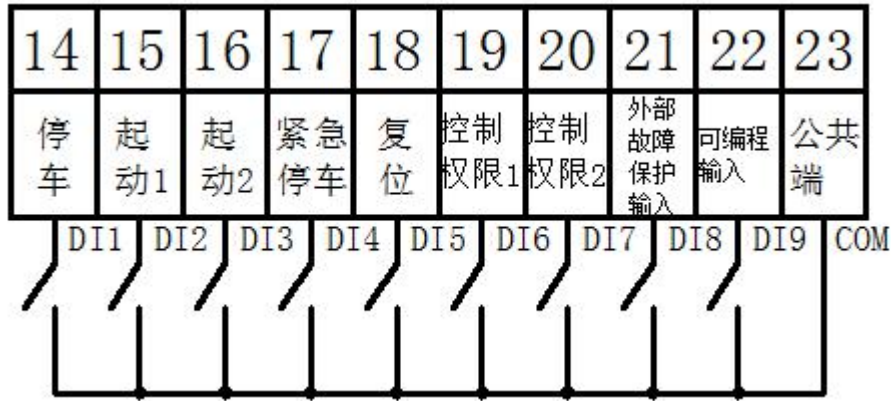 14 15 16 17 18 19 20 21 22 23
停车 起动1 起动2 紧急停车 复位 控制权限1 控制权限2 外部故障保护输入 可编程输入 公共端
DI1 DI2 DI3 DI4 DI5 DI6 DI7 DI8 DI9 COM